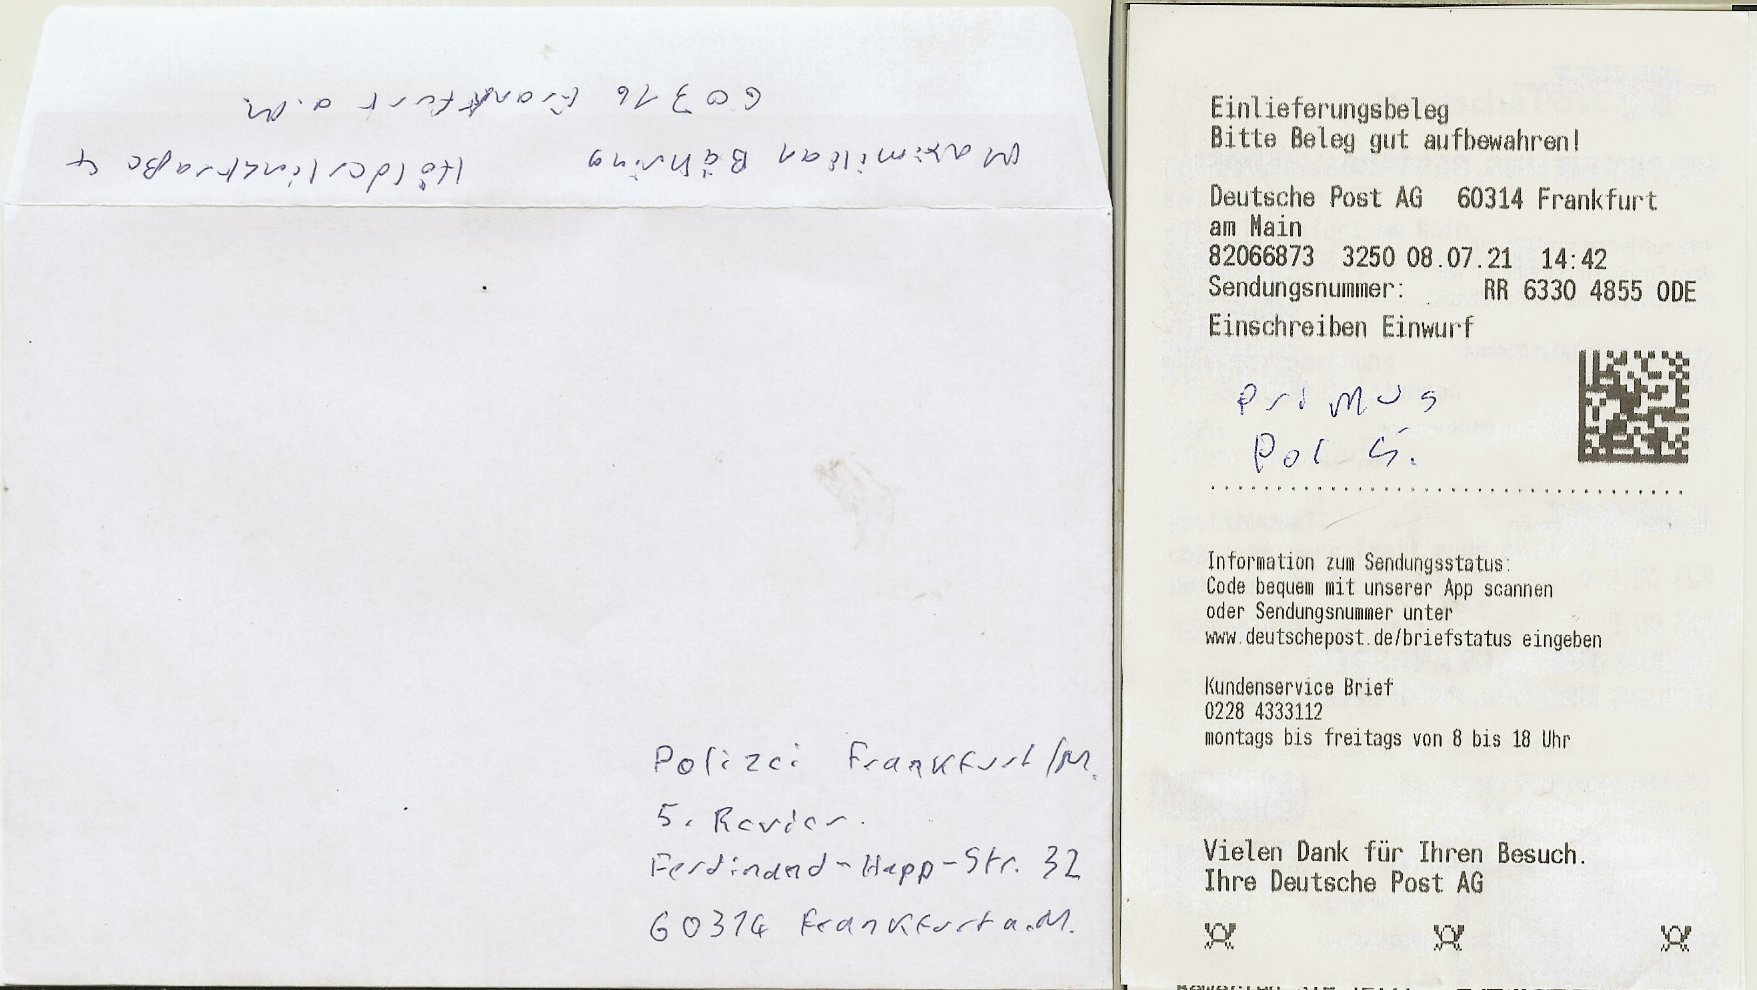 Maximilian Bähring Hölderlinstraße 4
60316 Frankfurt a.M.
Polizei Frankfurt/M.
5. Revier.
Ferdinand-Happ-Str. 32
60314 Frankfurt a.M.
Einlieferungsbeleg
Bitte Beleg gut aufbewahren!
Deutsche Post AG 60314 Frankfurt
am Main
82066873 3250 08.07.21 14:42
Sendungsnummer: RR 6330 4855 0DE
Einschreiben Einwurf
Primus
Pol 5.
Information zum Sendungsstatus:
Code bequem mit unserer App scannen
oder Sendungsnummer unter
www.deutschepost.de/briefstatus eingeben
Kundenservice Brief
0228 4333112
montags bis freitags von 8 bis 18 Uhr
Vielen Dank für Ihren Besuch.
Ihre Deutsche Post AG